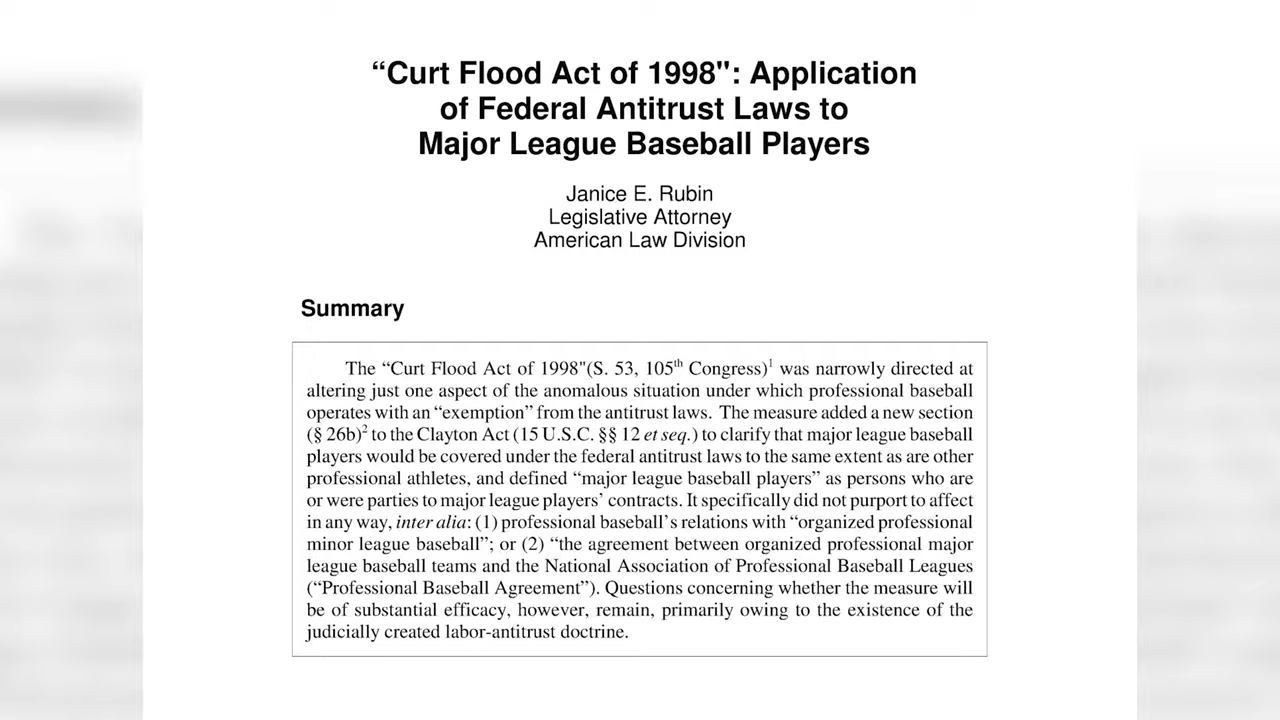 “Curt Flood Act of 1998": Application
of Federal Antitrust Laws to
Major League Baseball Players
Janice E. Rubin
Legislative Attorney
American Law Division
Summary
The “Curt Flood Act of 1998"(S. 53, 105th Congress)1 was narrowly directed at
altering just one aspect of the anomalous situation under which professional baseball
operates with an “exemption” from the antitrust laws. The measure added a new section
(§ 26b)2 to the Clayton Act (15 U.S.C. §§ 12 et seq.) to clarify that major league baseball
players would be covered under the federal antitrust laws to the same extent as are other
professional athletes, and defined “major league baseball players” as persons who are
or were parties to major league players’ contracts. It specifically did not purport to affect
in any way, inter alia: (1) professional baseball’s relations with “organized professional
minor league baseball”; or (2) “the agreement between organized professional major
league baseball teams and the National Association of Professional Baseball Leagues
(“Professional Baseball Agreement”). Questions concerning whether the measure will
be of substantial efficacy, however, remain, primarily owing to the existence of the
judicially created labor-antitrust doctrine.